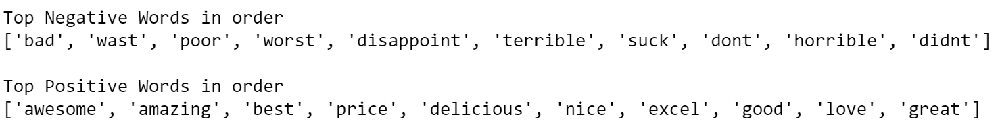 Top Negative Words in order
['bad', 'wast', 'poor', 'worst', 'disappoint', 'terrible', 'suck', 'dont', 'horrible', 'didnt']
Top Positive Words in order
['awesome', 'amazing', 'best', 'price', 'delicious', 'nice', 'excel', 'good', 'love', 'great']